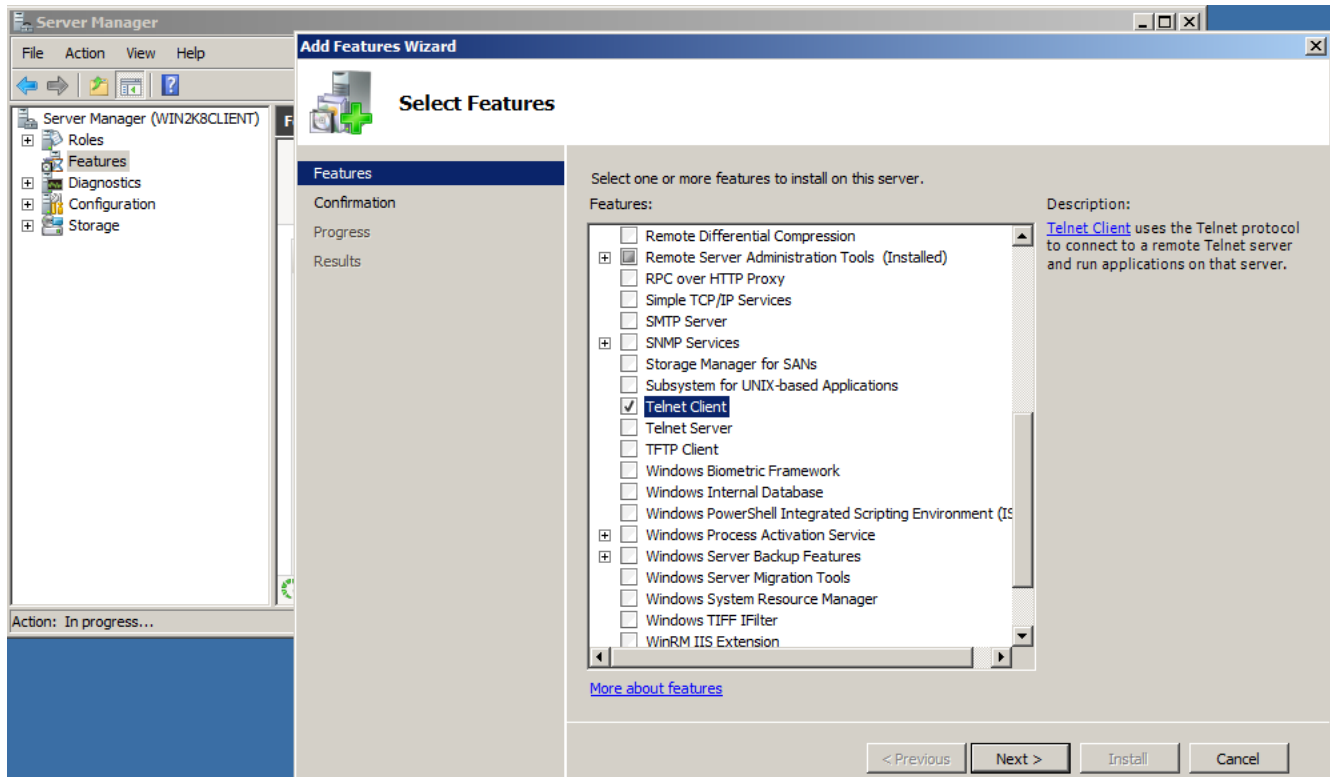 Server Manager
File Action View Help
Server Manager (WIN2K8CLIENT)
Roles
Features
Diagnostics
Configuration
Storage
Action: In progress...
F
Add Features Wizard
Select Features
Features
Confirmation
Progress
Results
Select one or more features to install on this server.
Features:
Remote Differential Compression
Remote Server Administration Tools (Installed)
RPC over HTTP Proxy
Simple TCP/IP Services
SMTP Server
SNMP Services
Storage Manager for SANs
Subsystem for UNIX-based Applications
Telnet Client
Telnet Server
TFTP Client
Windows Biometric Framework
Windows Internal Database
Windows PowerShell Integrated Scripting Environment (IS
Windows Process Activation Service
Windows Server Backup Features
Windows Server Migration Tools
Windows System Resource Manager
Windows TIFF IFilter
WinRM IIS Extension
More about features
Description:
Telnet Client uses the Telnet protocol
to connect to a remote Telnet server
and run applications on that server.
< Previous Next > Install Cancel